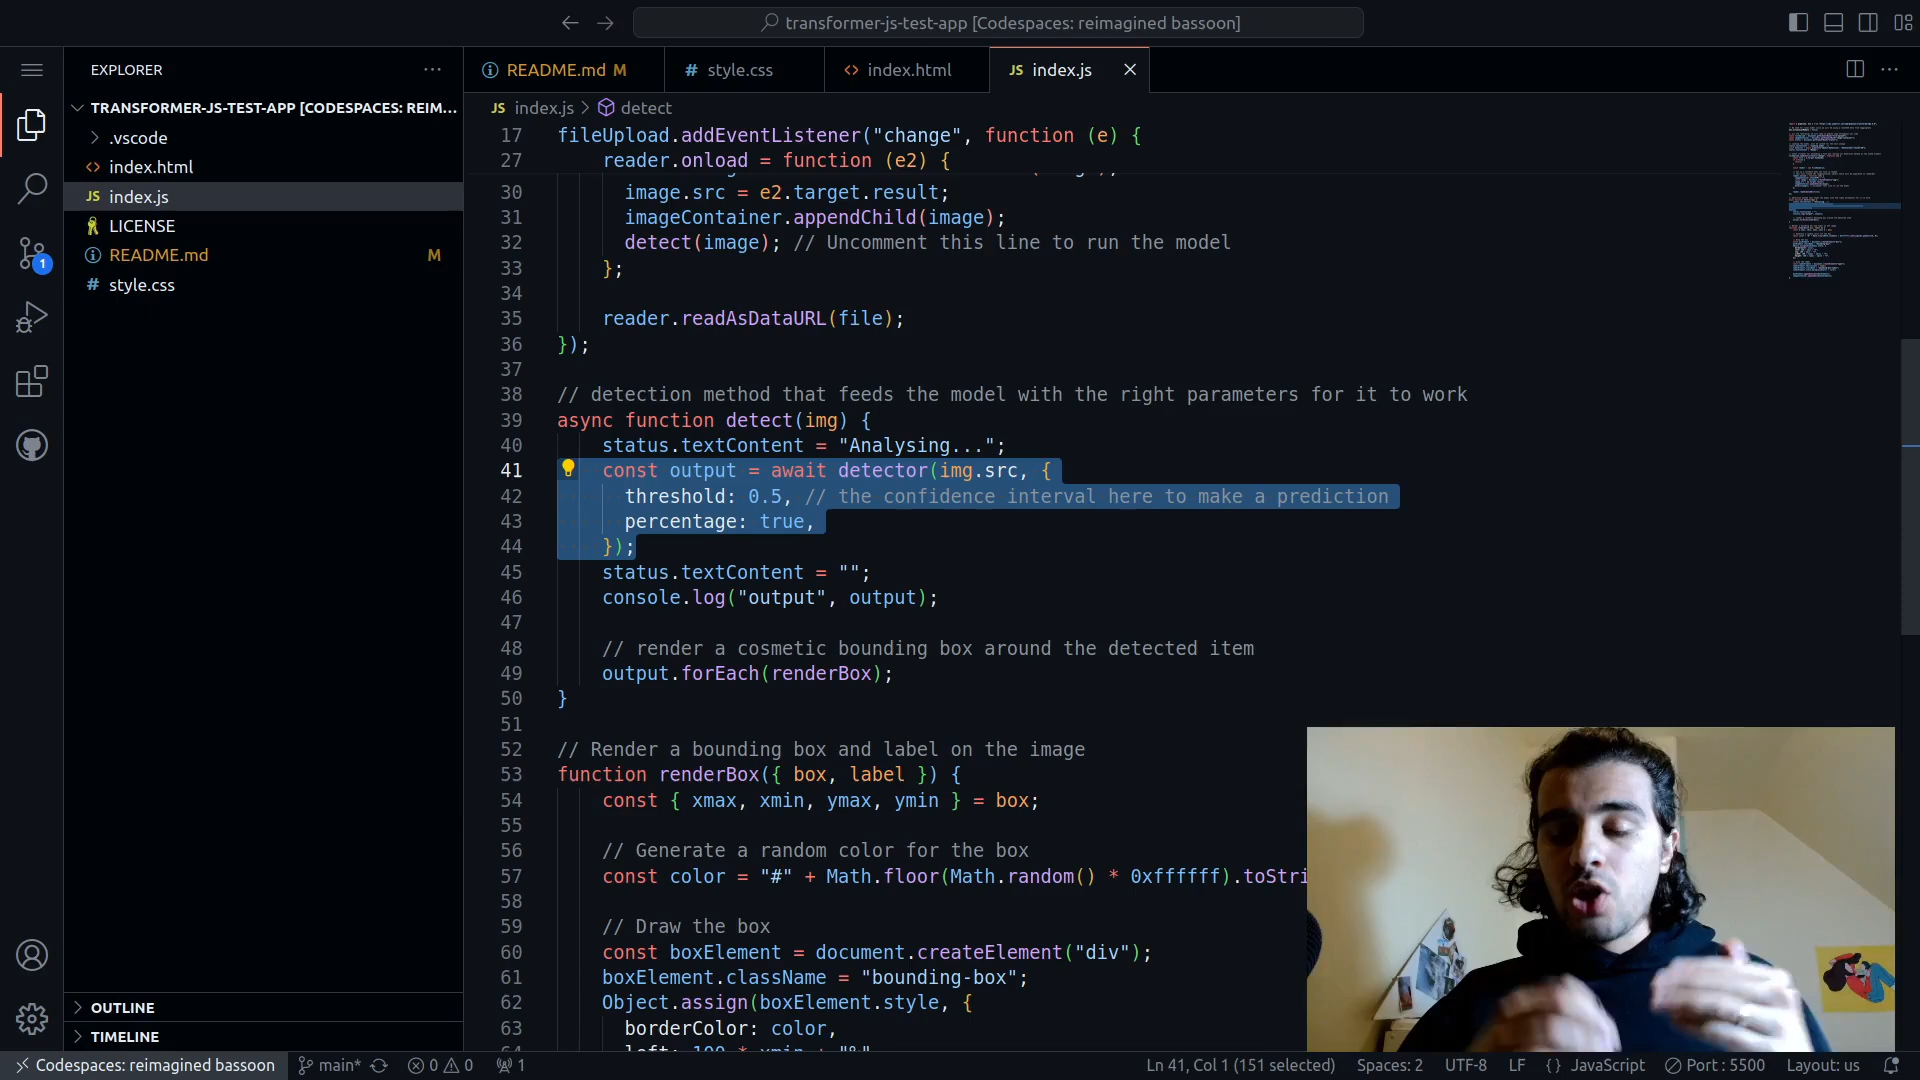 transformer-js-test-app [Codespaces: reimagined bassoon]
EXPLORER
TRANSFORMER-JS-TEST-APP [CODESPACES: REIM...
.vscode
index.html
JS index.js
LICENSE
README.md M
# style.css
1
OUTLINE
TIMELINE
README.md M
# style.css
index.html
JS index.js
JS index.js > detect
17 fileUpload.addEventListener("change", function (e) {
27 reader.onload = function (e2) {
30 image.src = e2.target.result;
31 imageContainer.appendChild(image);
32 detect(image); // Uncomment this line to run the model
33 };
34
35 reader.readAsDataURL(file);
36 });
37
38 // detection method that feeds the model with the right parameters for it to work
39 async function detect(img) {
40 status.textContent = "Analysing...";
41 const output = await detector(img.src, {
42 threshold: 0.5, // the confidence interval here to make a prediction
43 percentage: true,
44 });
45 status.textContent = "";
46 console.log("output", output);
47
48 // render a cosmetic bounding box around the detected item
49 output.forEach(renderBox);
50 }
51
52 // Render a bounding box and label on the image
53 function renderBox({ box, label }) {
54 const { xmax, xmin, ymax, ymin } = box;
55
56 // Generate a random color for the box
57 const color = "#" + Math.floor(Math.random() * 0xffffff).toStri
58
59 // Draw the box
60 const boxElement = document.createElement("div");
61 boxElement.className = "bounding-box";
62 Object.assign(boxElement.style, {
63 borderColor: color,
Codespaces: reimagined bassoon
main*
0 0
1
Ln 41, Col 1 (151 selected)
Spaces: 2
UTF-8
LF
{ } JavaScript
Port : 5500
Layout: us